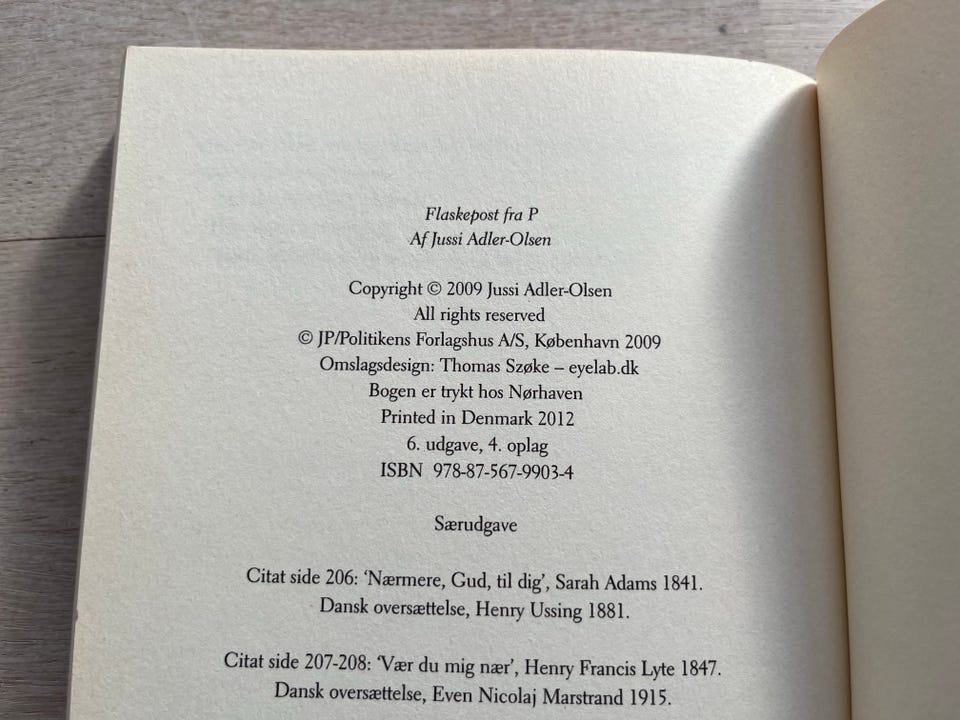 Flaskepost fra P
Af Jussi Adler-Olsen
Copyright © 2009 Jussi Adler-Olsen
All rights reserved
© JP/Politikens Forlagshus A/S, København 2009
Omslagsdesign: Thomas Szøke – eyelab.dk
Bogen er trykt hos Nørhaven
Printed in Denmark 2012
6. udgave, 4. oplag
ISBN 978-87-567-9903-4
Særudgave
Citat side 206: ‘Nærmere, Gud, til dig’, Sarah Adams 1841.
Dansk oversættelse, Henry Ussing 1881.
Citat side 207-208: ‘Vær du mig nær’, Henry Francis Lyte 1847.
Dansk oversættelse, Even Nicolaj Marstrand 1915.